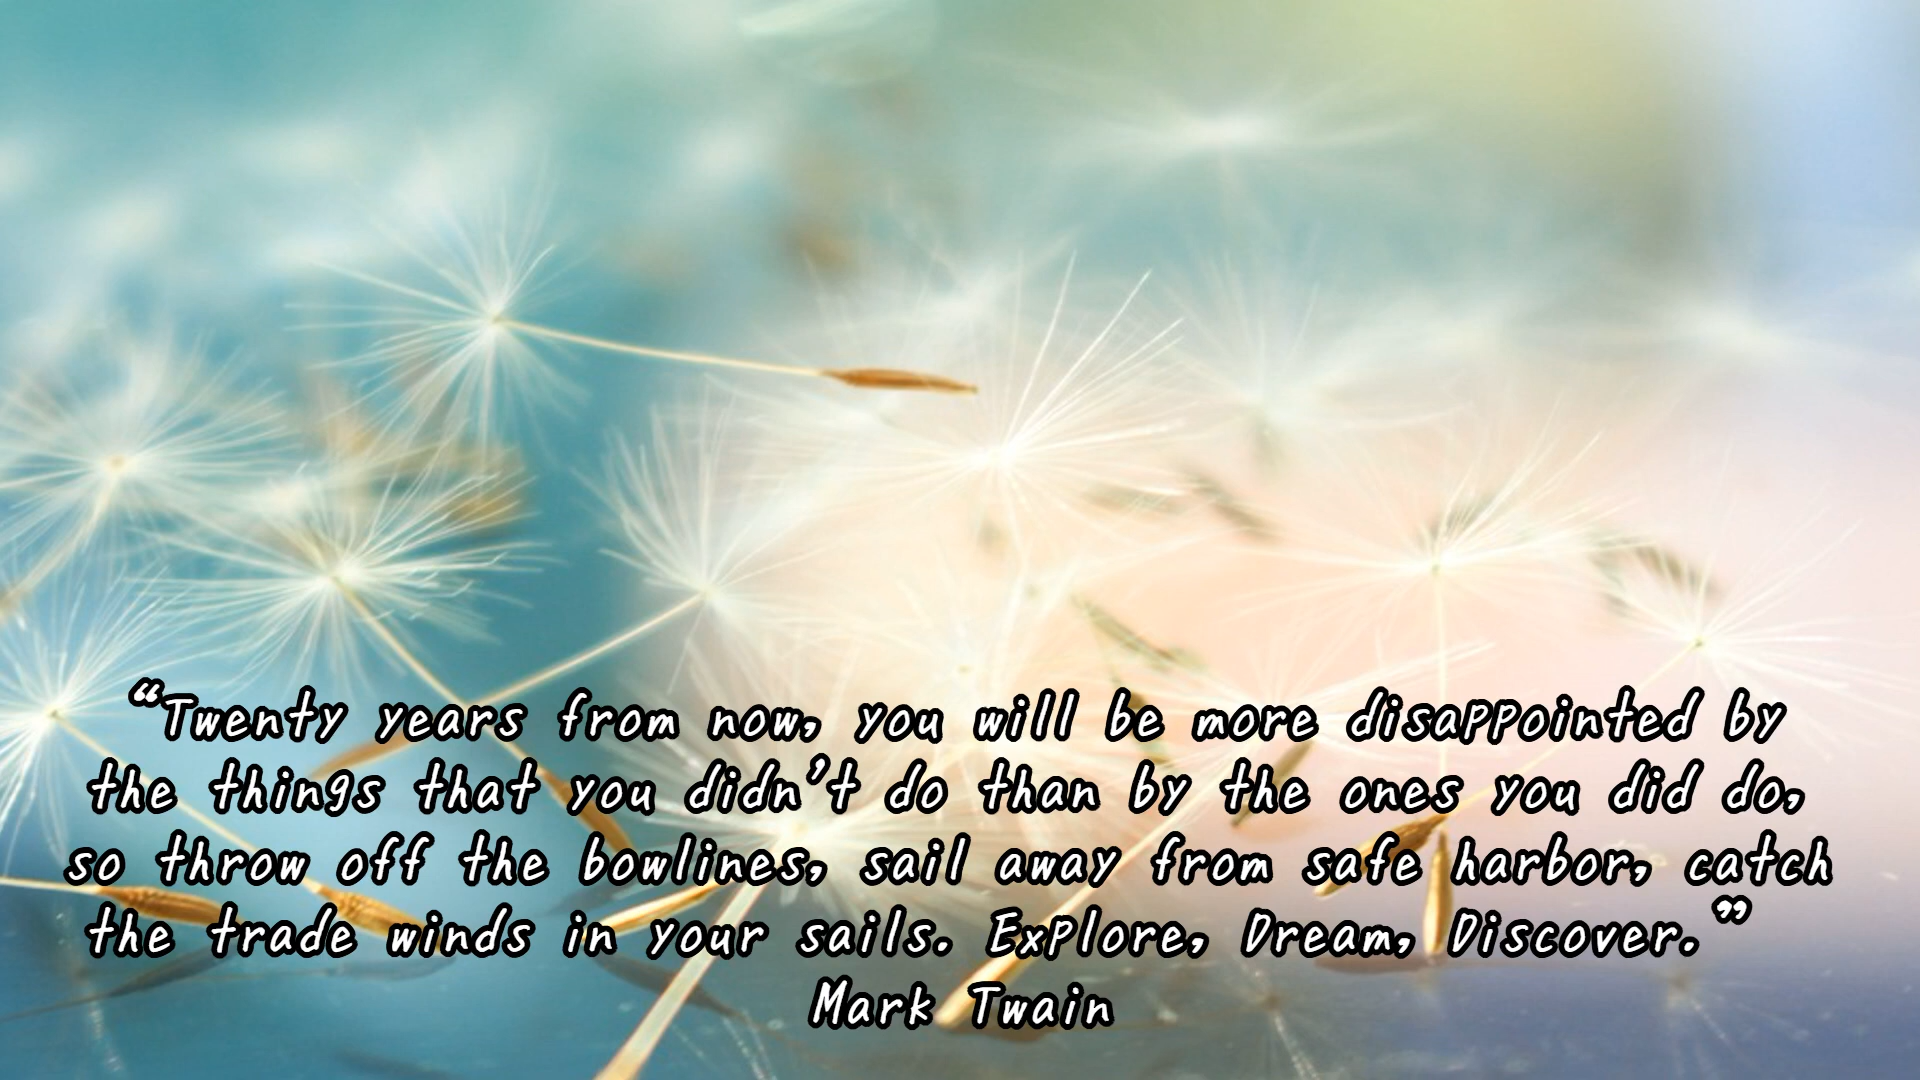 “Twenty years from now, you will be more disappointed by
the things that you didn’t do than by the ones you did do,
so throw off the bowlines, sail away from safe harbor, catch
the trade winds in your sails. Explore, Dream, Discover.”
Mark Twain